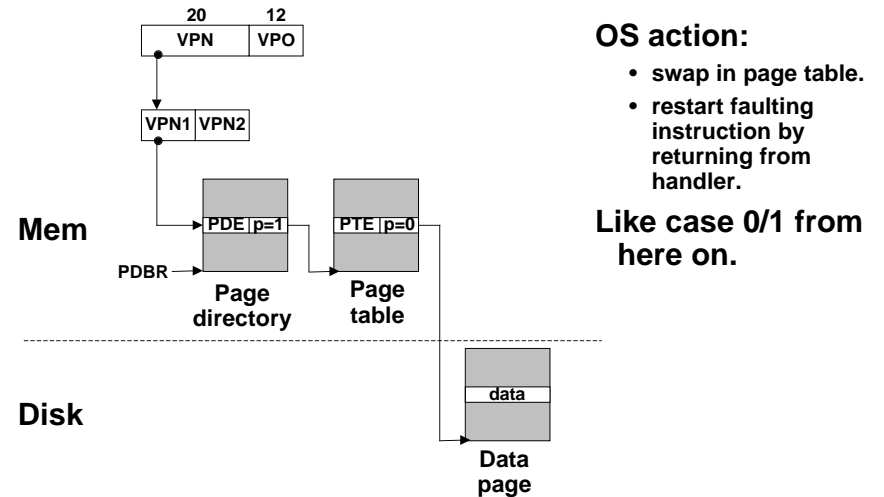 20 12
VPN VPO
VPN1 VPN2
Mem
PDE p=1 PTE p=0
PDBR
Page
directory
Page
table
Disk
data
Data
page
OS action:
• swap in page table.
• restart faulting
instruction by
returning from
handler.
Like case 0/1 from
here on.